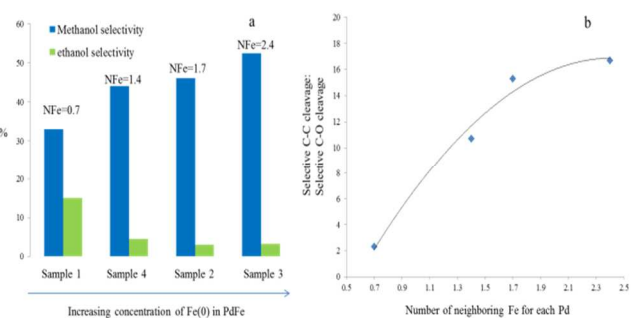 a
Methanol selectivity
ethanol selectivity
NFe=0.7
NFe=1.4
NFe=1.7
NFe=2.4
%
60
50
40
30
20
10
0
Sample 1 Sample 4 Sample 2 Sample 3
Increasing concentration of Fe(0) in PdFe
b
Selective C-C cleavage:
Selective C-O cleavage
20
18
16
14
12
10
8
6
4
2
0
0.5 0.7 0.9 1.1 1.3 1.5 1.7 1.9 2.1 2.3 2.5
Number of neighboring Fe for each Pd